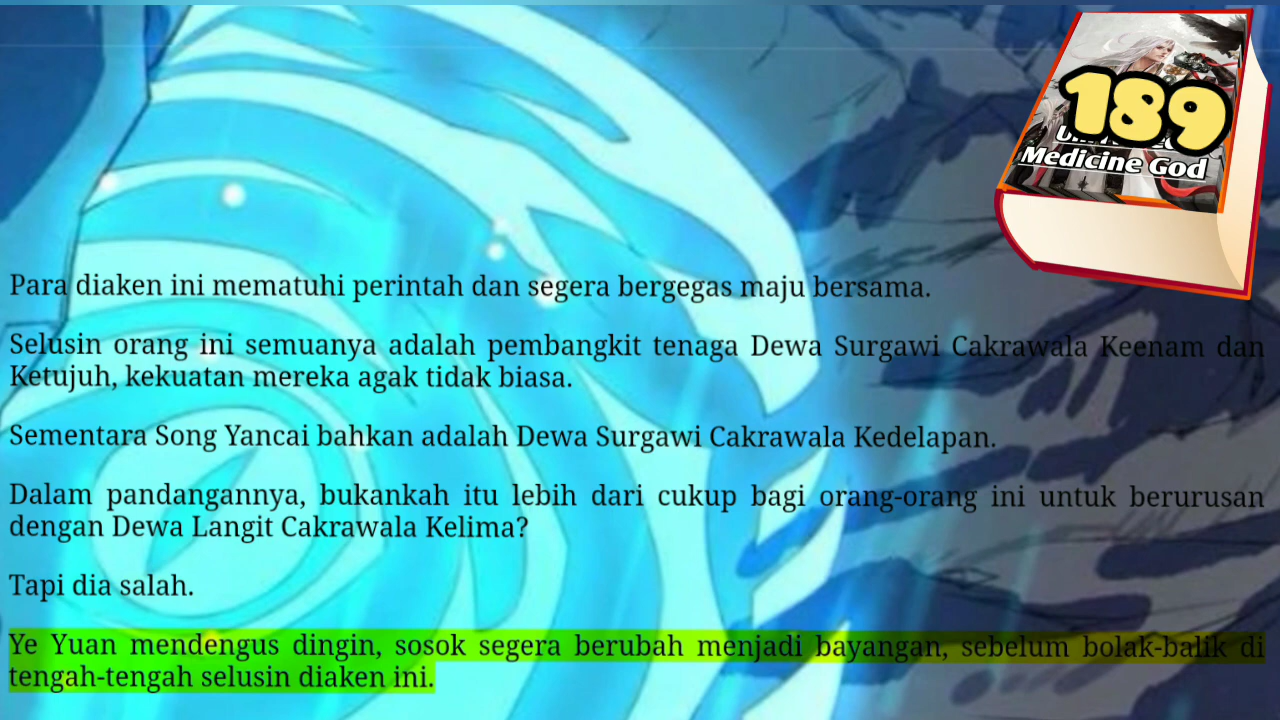 189
Medicine God
Para diaken ini mematuhi perintah dan segera bergegas maju bersama.
Selusin orang ini semuanya adalah pembangkit tenaga Dewa Surgawi Cakrawala Keenam dan
Ketujuh, kekuatan mereka agak tidak biasa.
Sementara Song Yancai bahkan adalah Dewa Surgawi Cakrawala Kedelapan.
Dalam pandangannya, bukankah itu lebih dari cukup bagi orang-orang ini untuk berurusan
dengan Dewa Langit Cakrawala Kelima?
Tapi dia salah.
Ye Yuan mendengus dingin, sosok segera berubah menjadi bayangan, sebelum bolak-balik di
tengah-tengah selusin diaken ini.